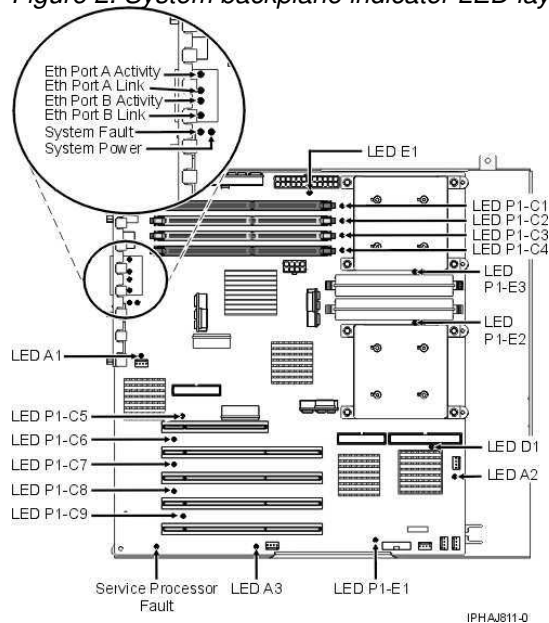 Figure 2. System backplane indicator LED lay
Eth Port A Activity
Eth Port A Link
Eth Port B Activity
Eth Port B Link
System Fault
System Power
LED E1
LED P1-C1
LED P1-C2
LED P1-C3
LED P1-C4
LED
P1-E3
LED
P1-E2
LED A1
LED P1-C5
LED P1-C6
LED P1-C7
LED P1-C8
LED P1-C9
LED D1
LED A2
Service Processor
Fault
LED A3
LED P1-E1
IPHAJ811-0